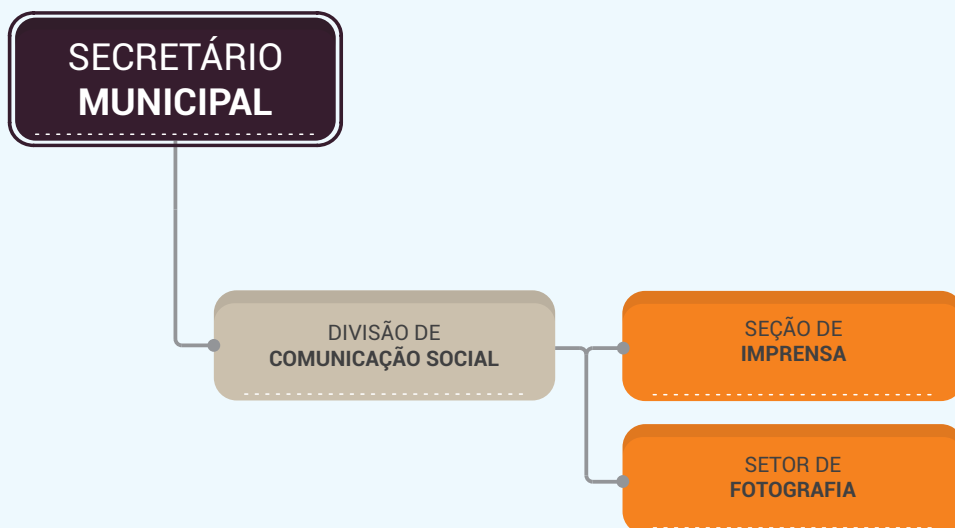 SECRETÁRIO
MUNICIPAL
DIVISÃO DE
COMUNICAÇÃO SOCIAL
SEÇÃO DE
IMPRENSA
SETOR DE
FOTOGRAFIA